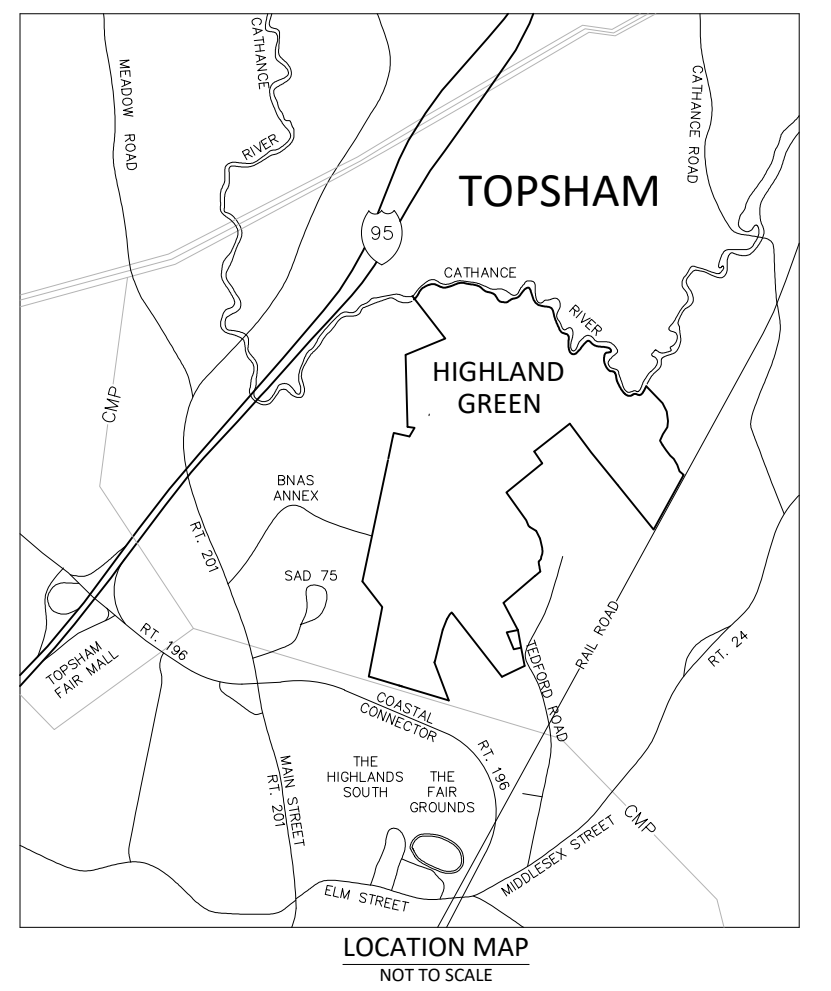 CATHANCE
RIVER
MEADOW ROAD
CATHANCE ROAD
TOPSHAM
95
CATHANCE
RIVER
HIGHLAND
GREEN
CMP
BNAS
ANNEX
RT. 201
SAD 75
RT. 196
TOPSHAM
FAIR MALL
RAIL ROAD
TEDFORD ROAD
RT. 24
COASTAL
CONNECTOR
RT. 196
MAIN STREET
RT. 201
THE
HIGHLANDS
SOUTH
THE
FAIR
GROUNDS
CMP
MIDDLESEX STREET
ELM STREET
LOCATION MAP
NOT TO SCALE